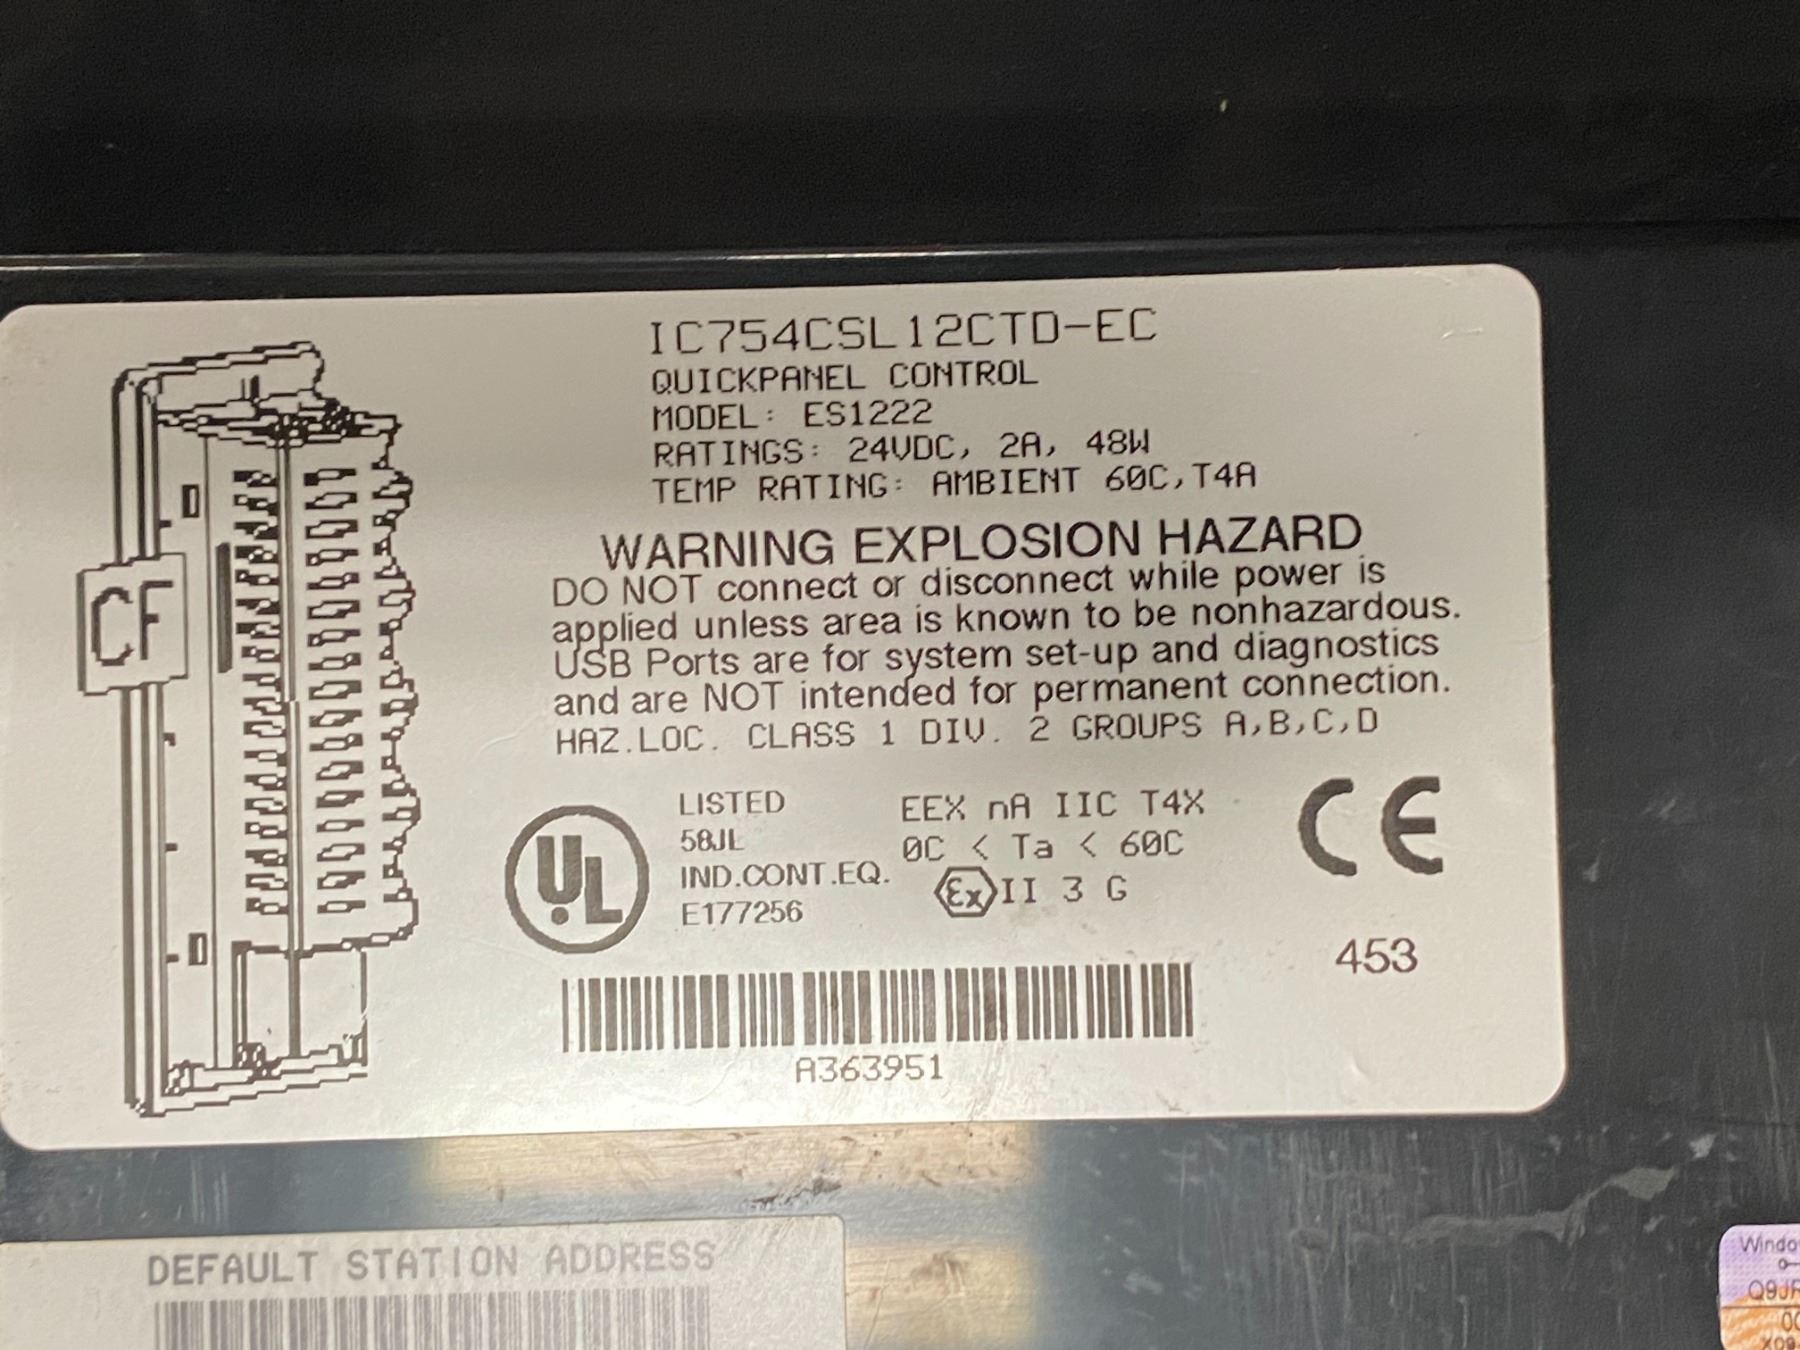 IC754CSL12CTD-EC
QUICKPANEL CONTROL
MODEL: ES1222
RATINGS: 24VDC, 2A, 48W
TEMP RATING: AMBIENT 60C,T4A
WARNING EXPLOSION HAZARD
DO NOT connect or disconnect while power is
applied unless area is known to be nonhazardous.
USB Ports are for system set-up and diagnostics
and are NOT intended for permanent connection.
HAZ.LOC. CLASS 1 DIV. 2 GROUPS A,B,C,D
CF
UL
LISTED
58JL
IND.CONT.EQ.
E177256
EEX nA IIC T4X
0C < Ta < 60C
Ex II 3 G
CE
453
A363951
DEFAULT STATION ADDRESS